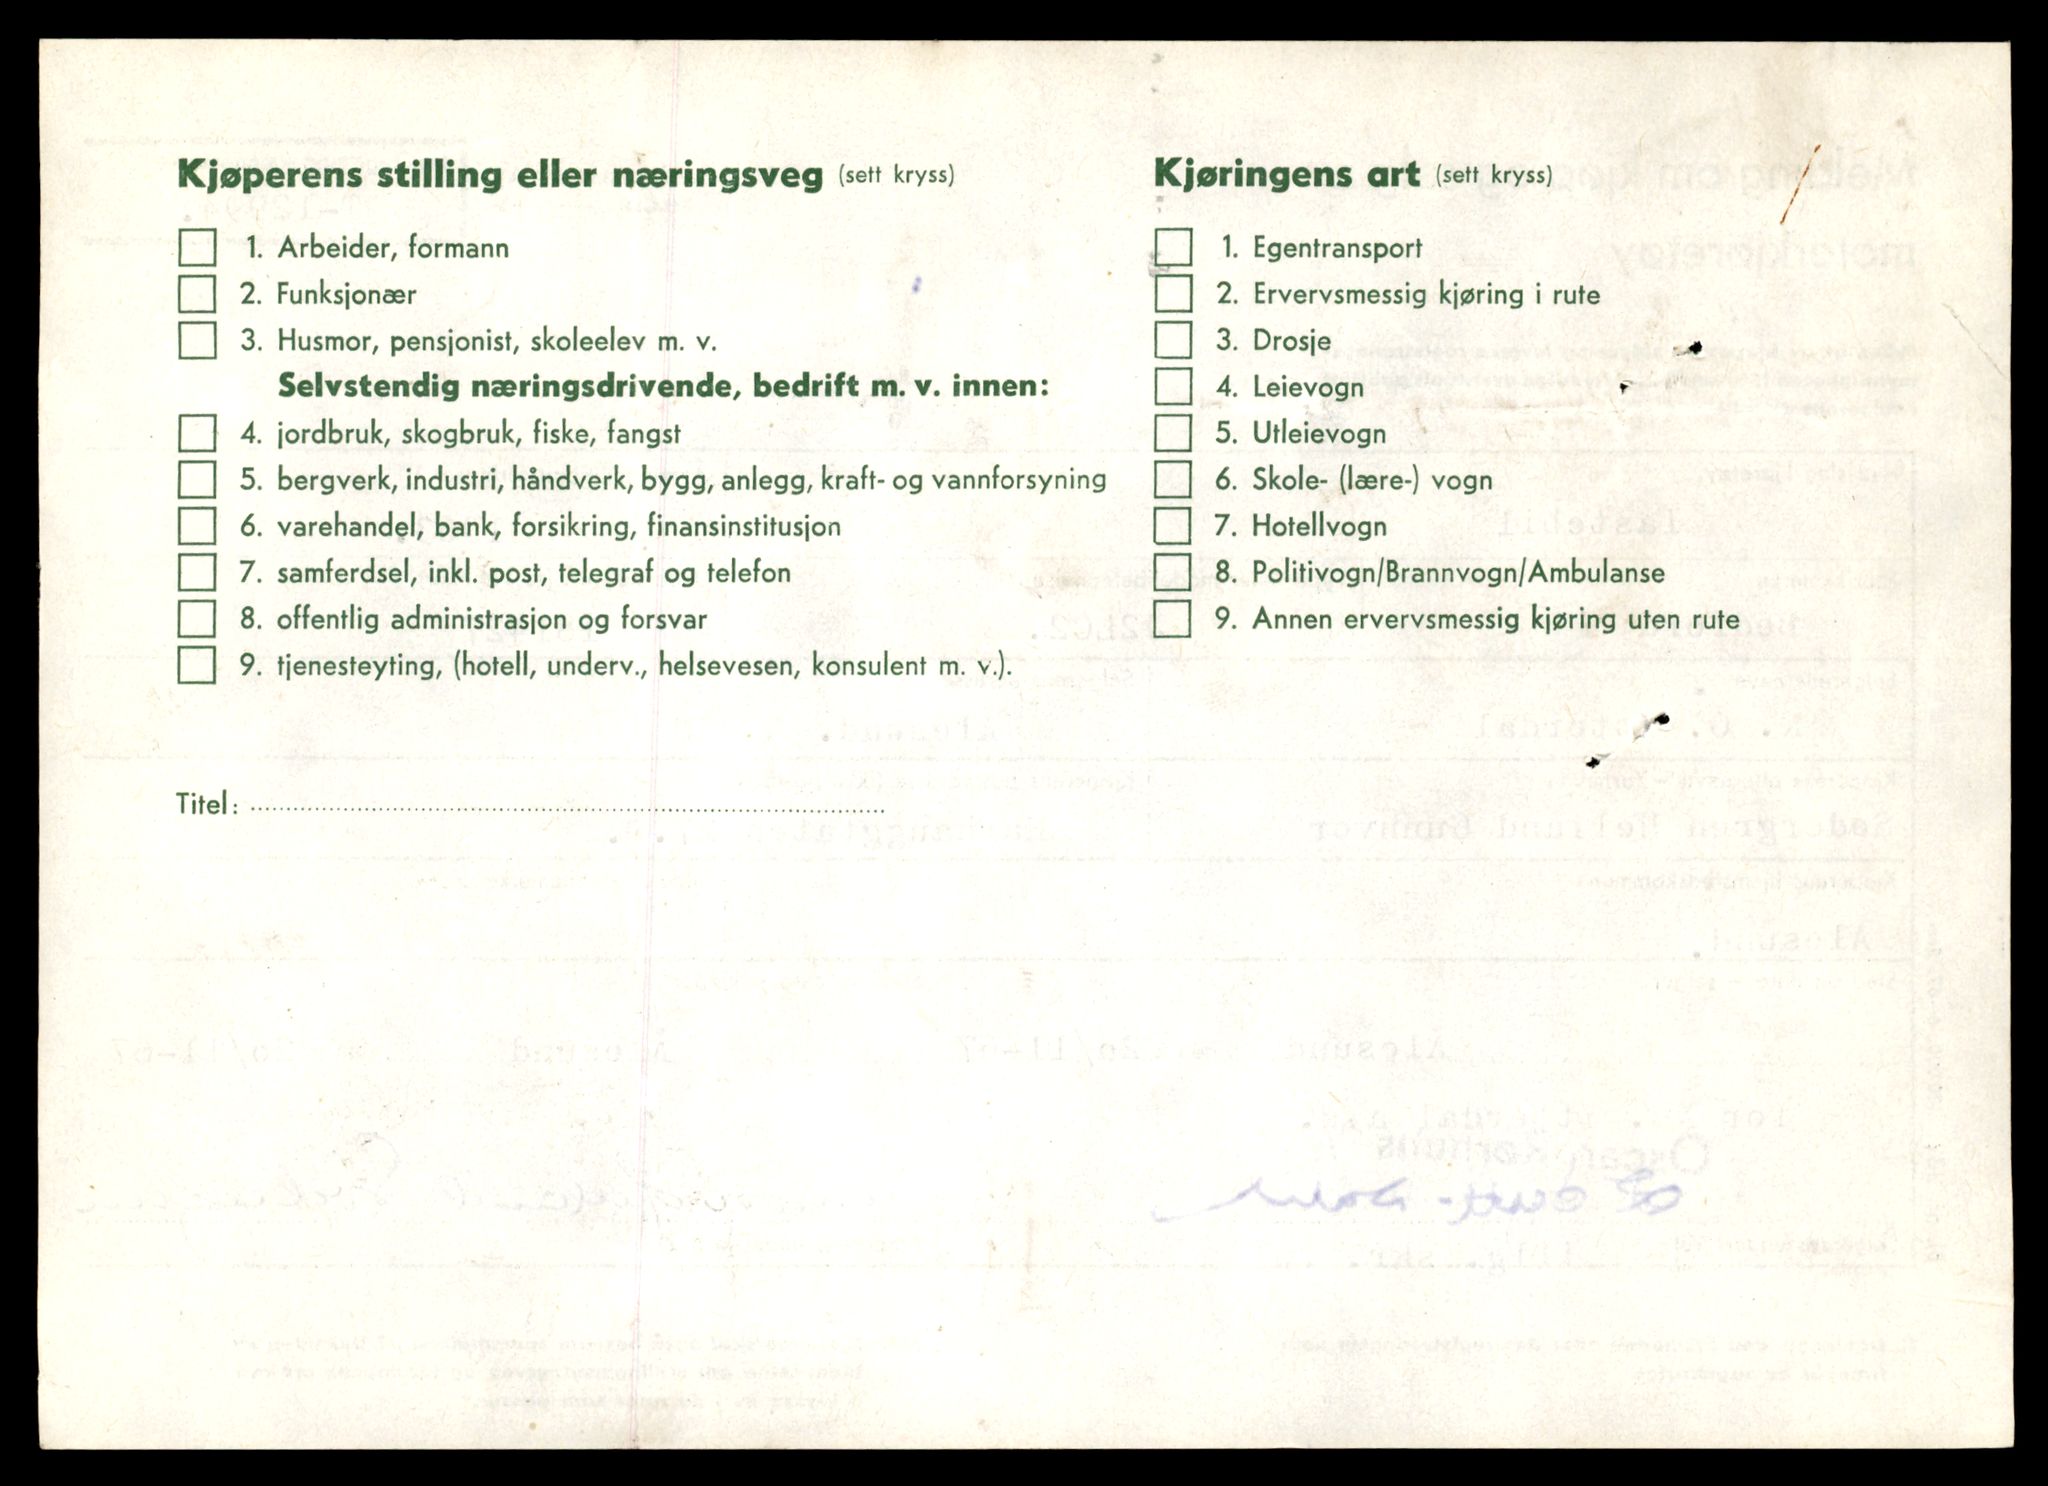 Kjøperens stilling eller næringsveg (sett kryss)
1. Arbeider, formann
2. Funksjonær
3. Husmor, pensjonist, skoleelev m. v.
Selvstendig næringsdrivende, bedrift m. v. innen:
4. jordbruk, skogbruk, fiske, fangst
5. bergverk, industri, håndverk, bygg, anlegg, kraft- og vannforsyning
6. varehandel, bank, forsikring, finansinstitusjon
7. samferdsel, inkl. post, telegraf og telefon
8. offentlig administrasjon og forsvar
9. tjenesteyting, (hotell, underv., helsevesen, konsulent m. v.).
Titel:
Kjøringens art (sett kryss)
1. Egentransport
2. Ervervsmessig kjøring i rute
3. Drosje
4. Leievogn
5. Utleievogn
6. Skole- (lære-) vogn
7. Hotellvogn
8. Politivogn/Brannvogn/Ambulanse
9. Annen ervervsmessig kjøring uten rute